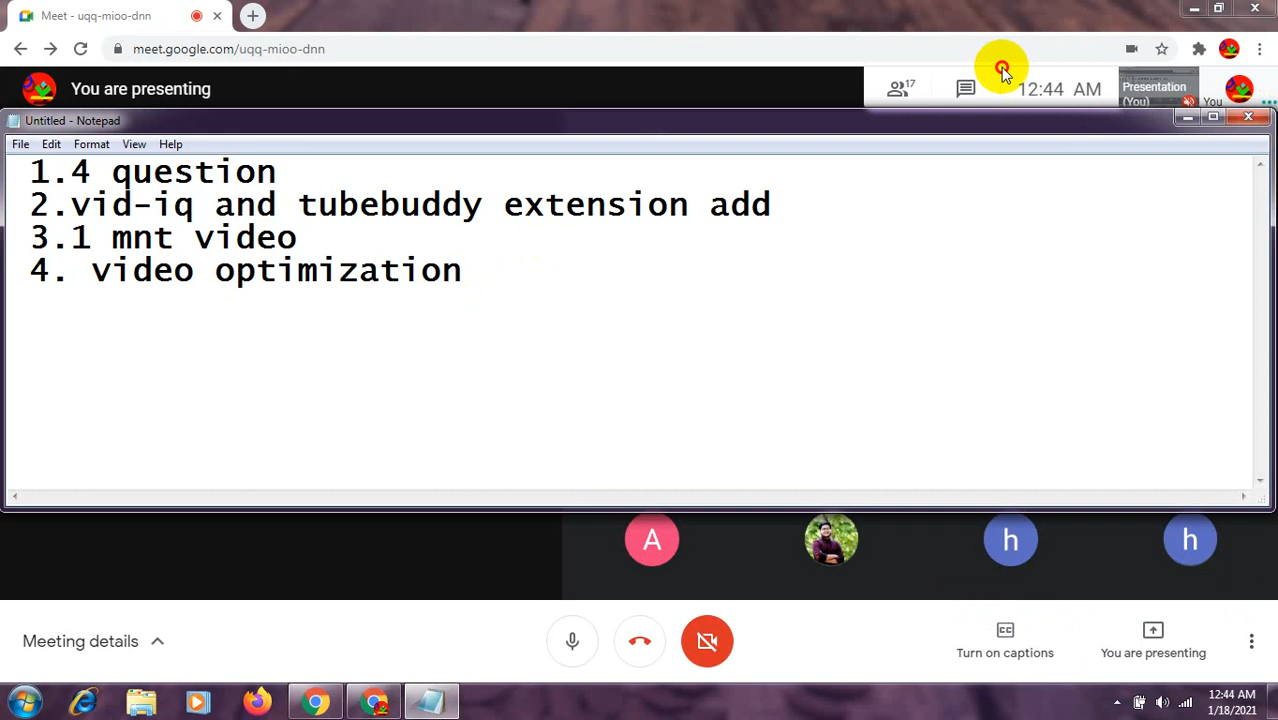 Meet - uqq-mioo-dnn
meet.google.com/uqq-mioo-dnn
You are presenting
17
12:44 AM
Presentation
(You)
You
Untitled - Notepad
File Edit Format View Help
1.4 question
2.vid-iq and tubebuddy extension add
3.1 mnt video
4. video optimization
A
h
h
Meeting details
CC
Turn on captions
You are presenting
12:44 AM
1/18/2021